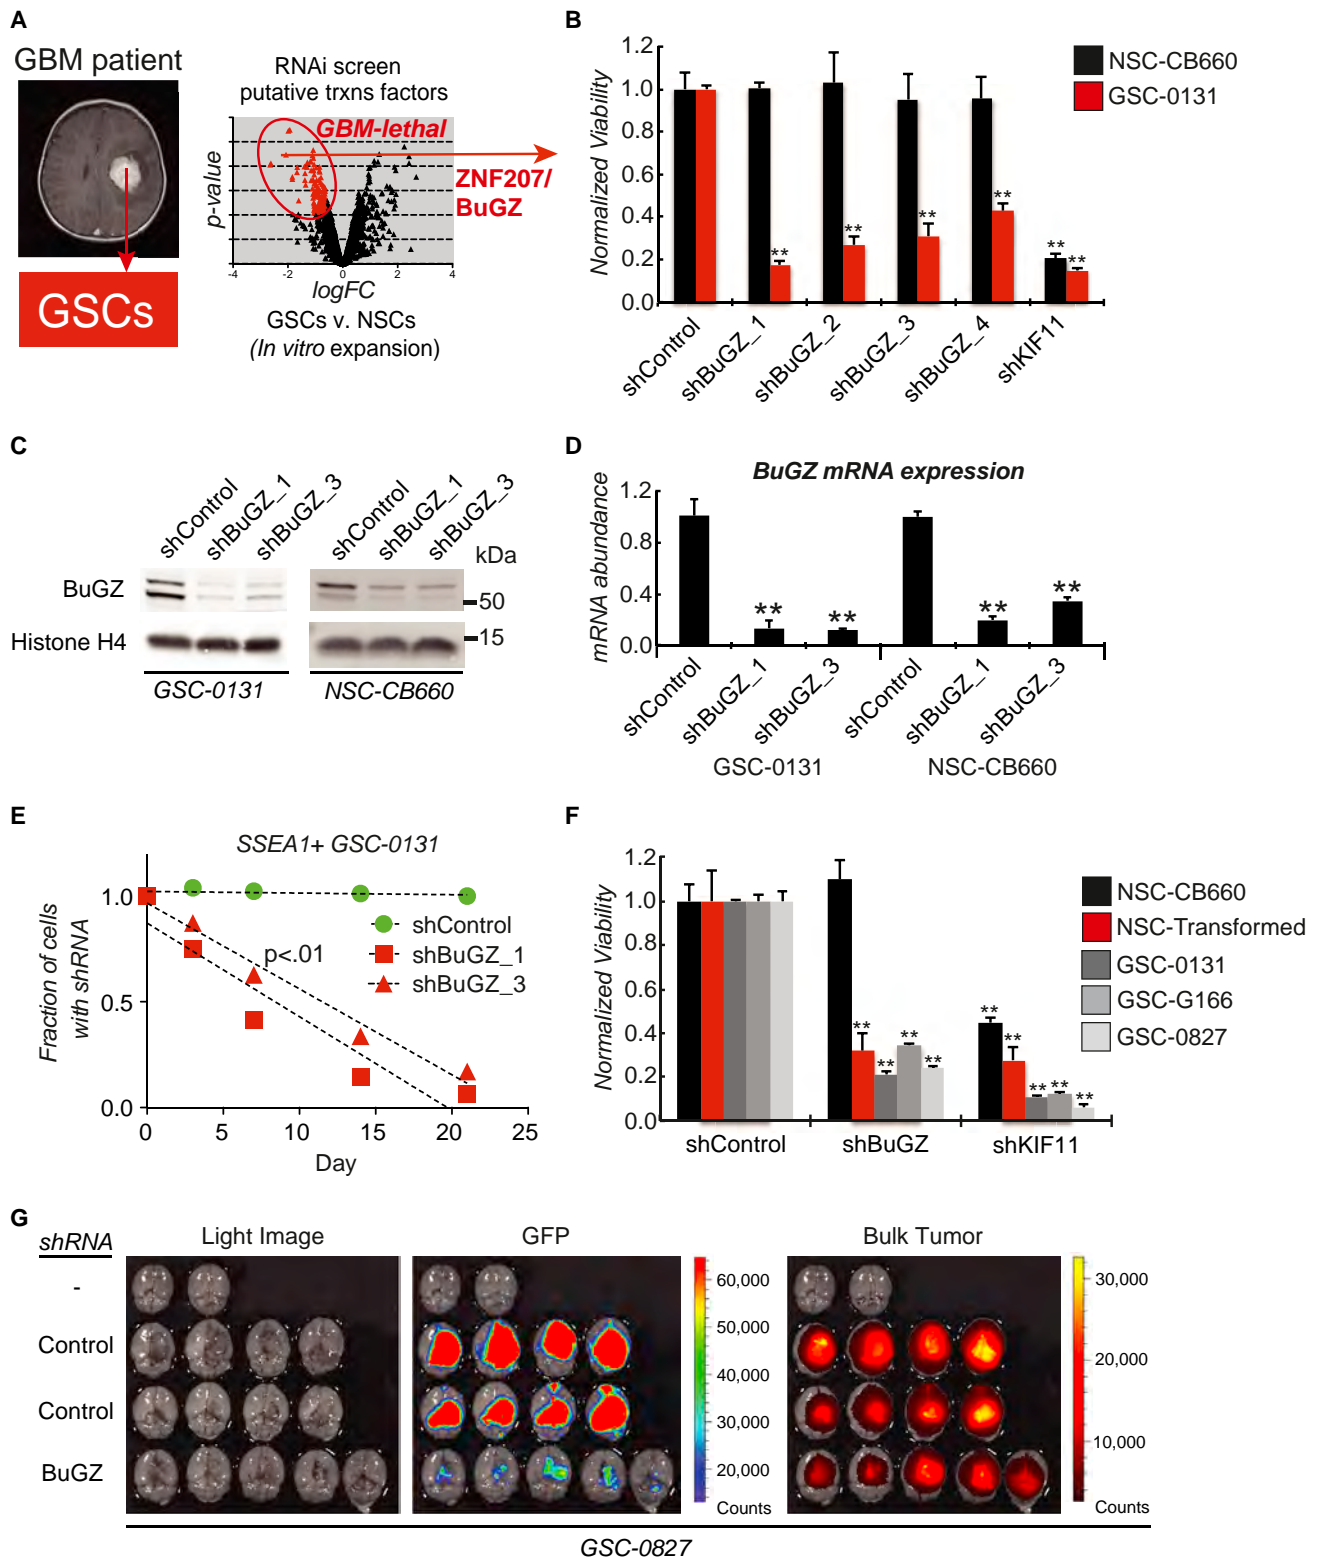 A
GBM patient
GSCs
RNAi screen
putative trxns factors
GBM-lethal
ZNF207/
BuGZ
p-value
-4 -2 0 2 4
logFC
GSCs v. NSCs
(In vitro expansion)
B
Normalized Viability
1.2
1.0
0.8
0.6
0.4
0.2
0.0
** ** ** ** ** **
shControl shBuGZ_1 shBuGZ_2 shBuGZ_3 shBuGZ_4 shKIF11
NSC-CB660
GSC-0131
C
shControl shBuGZ_1 shBuGZ_3 shControl shBuGZ_1 shBuGZ_3
kDa
BuGZ
50
Histone H4
15
GSC-0131 NSC-CB660
D
BuGZ mRNA expression
mRNA abundance
1.2
0.8
0.4
0.0
** ** ** **
shControl shBuGZ_1 shBuGZ_3 shControl shBuGZ_1 shBuGZ_3
GSC-0131 NSC-CB660
E
SSEA1+ GSC-0131
Fraction of cells
with shRNA
1.0
0.5
0.0
p<.01
shControl
shBuGZ_1
shBuGZ_3
0 5 10 15 20 25
Day
F
Normalized Viability
1.2
1.0
0.8
0.6
0.4
0.2
0.0
** ** ** ** ** ** ** ** **
shControl shBuGZ shKIF11
NSC-CB660
NSC-Transformed
GSC-0131
GSC-G166
GSC-0827
G
shRNA
Light Image GFP Bulk Tumor
-
Control
Control
BuGZ
60,000
50,000
40,000
30,000
20,000
Counts
30,000
20,000
10,000
Counts
GSC-0827